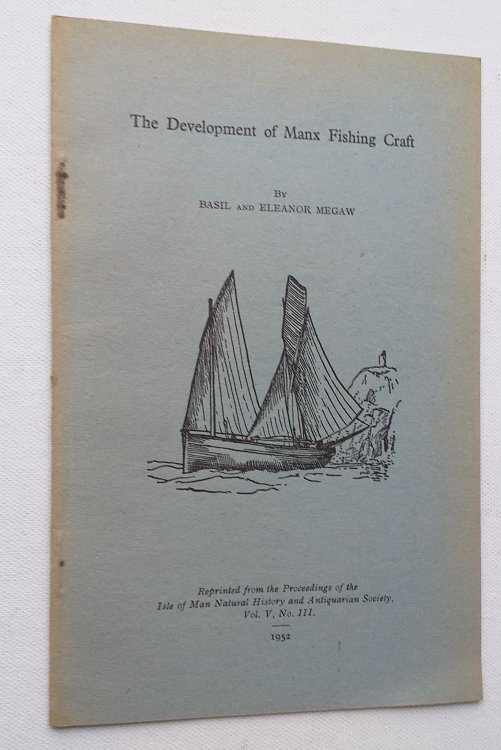 The Development of Manx Fishing Craft
By
BASIL AND ELEANOR MEGAW
Reprinted from the Proceedings of the
Isle of Man Natural History and Antiquarian Society,
Vol. V, No. III.
1952